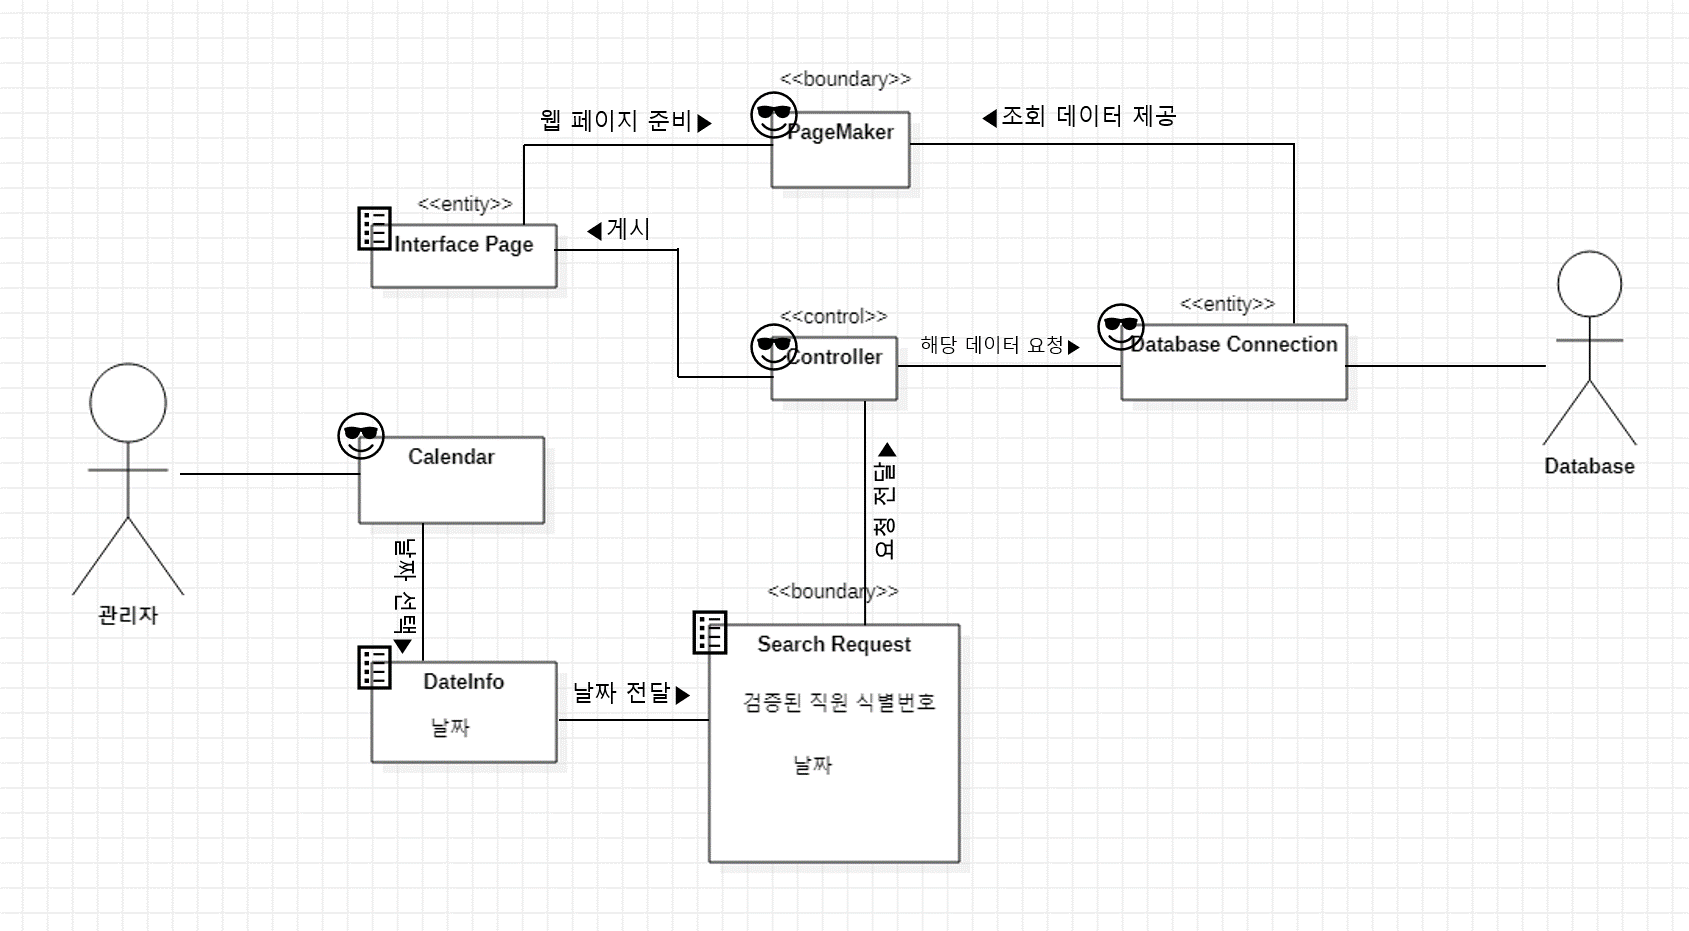 <<boundary>>
PageMaker
웹 페이지 준비▶
◀조회 데이터 제공
<<entity>>
Interface Page
◀게시
<<control>>
Controller
해당 데이터 요청▶
<<entity>>
Database Connection
Database
관리자
Calendar
날짜 선택▶
요청 전달▶
DateInfo
날짜
날짜 전달▶
<<boundary>>
Search Request
검증된 직원 식별번호
날짜